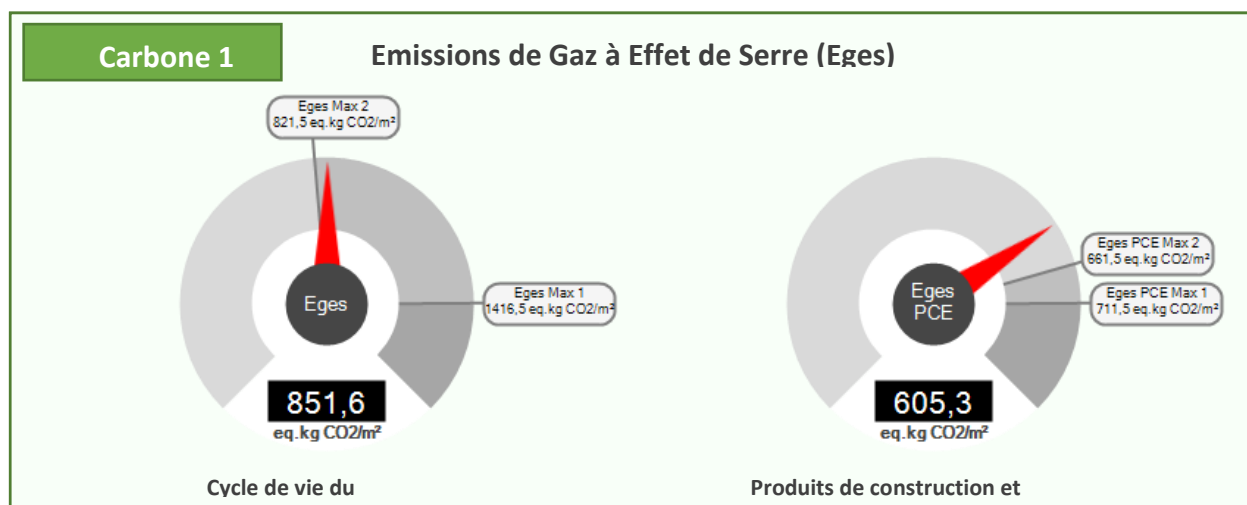 Carbone 1
Emissions de Gaz à Effet de Serre (Eges)
Eges Max 2
821,5 eq.kg CO2/m²
Eges Max 1
1416,5 eq.kg CO2/m²
Eges
851,6
eq.kg CO2/m²
Cycle de vie du
Eges PCE Max 2
661,5 eq.kg CO2/m²
Eges PCE Max 1
711,5 eq.kg CO2/m²
Eges
PCE
605,3
eq.kg CO2/m²
Produits de construction et